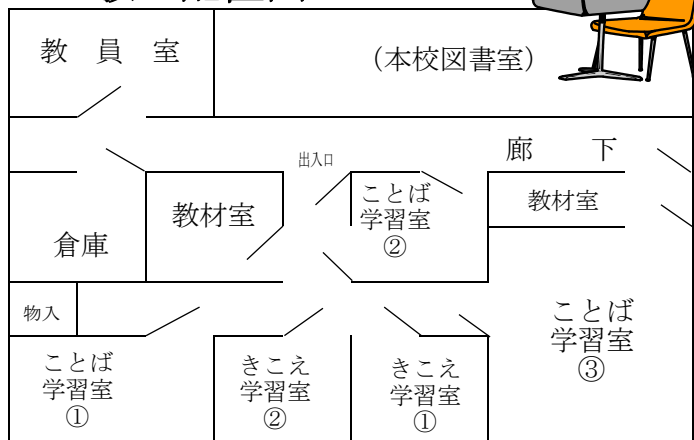 教 員 室
(本校図書室)
出入口
廊 下
倉庫
教材室
ことば
学習室
②
教材室
物入
ことば
学習室
①
きこえ
学習室
②
きこえ
学習室
①
ことば
学習室
③